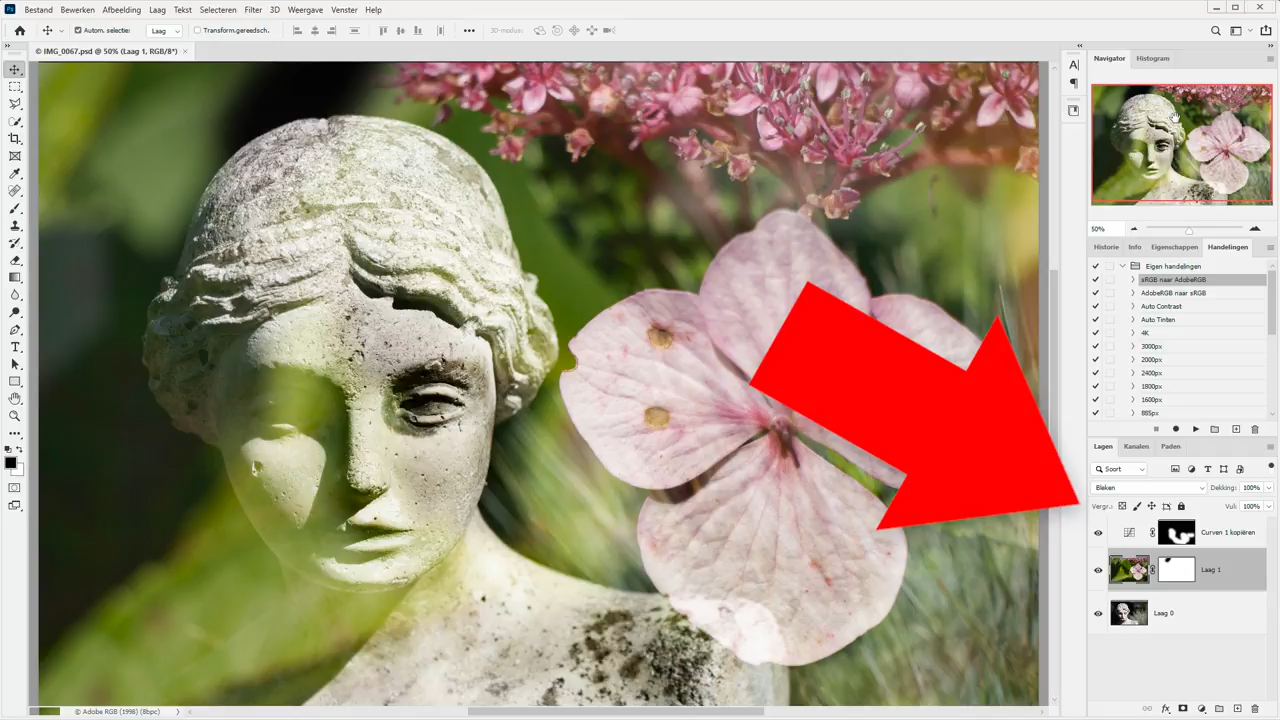 Ps Bestand Bewerken Afbeelding Laag Tekst Selecteren Filter 3D Weergave Venster Help
Autom. selectie: Laag Transform.gereedsch. 3D-modus:
© IMG_0067.psd @ 50% (Laag 1, RGB/8*) ×
Navigator Histogram
50%
Historie Info Eigenschappen Handelingen
Eigen handelingen
sRGB naar AdobeRGB
AdobeRGB naar sRGB
Auto Contrast
Auto Tinten
4K
3000px
2000px
2400px
1800px
1600px
885px
Lagen Kanalen Paden
Soort
Bleken Dekking: 100%
Vergr.: Vul: 100%
Curven 1 kopiëren
Laag 1
Laag 0
© Adobe RGB (1998) (8bpc)